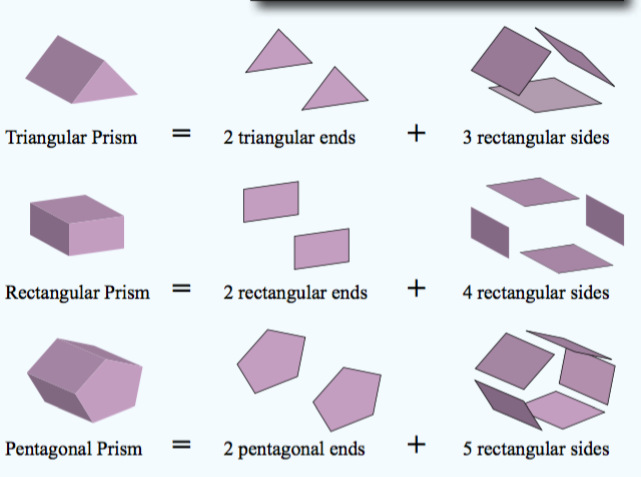 Triangular Prism = 2 triangular ends + 3 rectangular sides
Rectangular Prism = 2 rectangular ends + 4 rectangular sides
Pentagonal Prism = 2 pentagonal ends + 5 rectangular sides